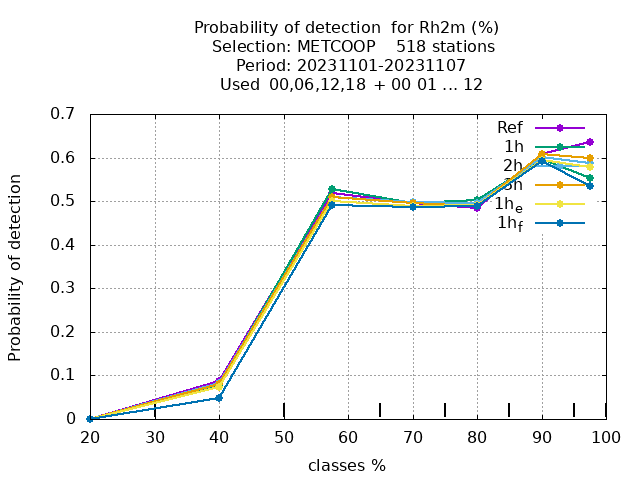 Probability of detection for Rh2m (%)
Selection: METCOOP 518 stations
Period: 20231101-20231107
Used 00,06,12,18 + 00 01 ... 12
Probability of detection
0.7
0.6
0.5
0.4
0.3
0.2
0.1
0
Ref
1h
2h
3h
1he
1hf
20 30 40 50 60 70 80 90 100
classes %